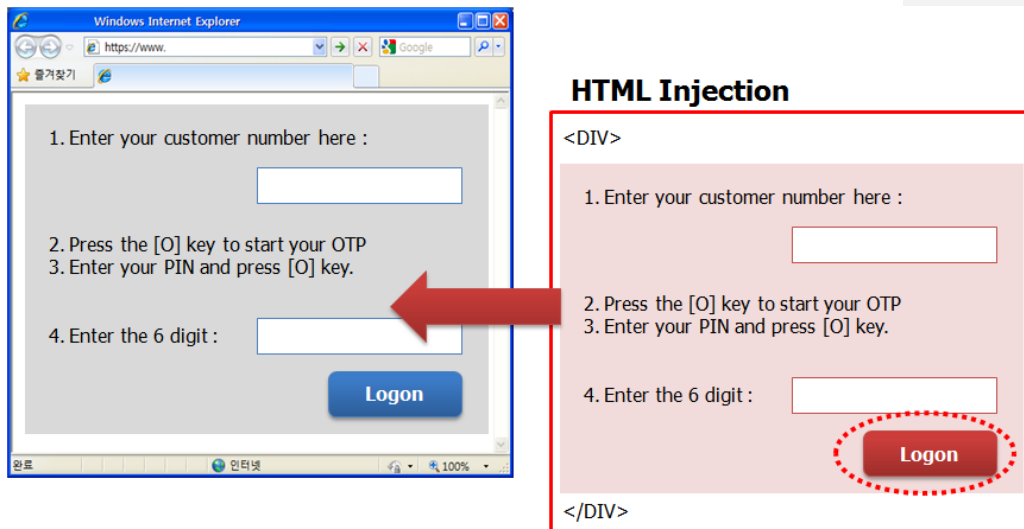 Windows Internet Explorer
https://www.
Google
즐겨찾기
1. Enter your customer number here :
2. Press the [O] key to start your OTP
3. Enter your PIN and press [O] key.
4. Enter the 6 digit :
Logon
완료
인터넷
100%
HTML Injection
<DIV>
1. Enter your customer number here :
2. Press the [O] key to start your OTP
3. Enter your PIN and press [O] key.
4. Enter the 6 digit :
Logon
</DIV>